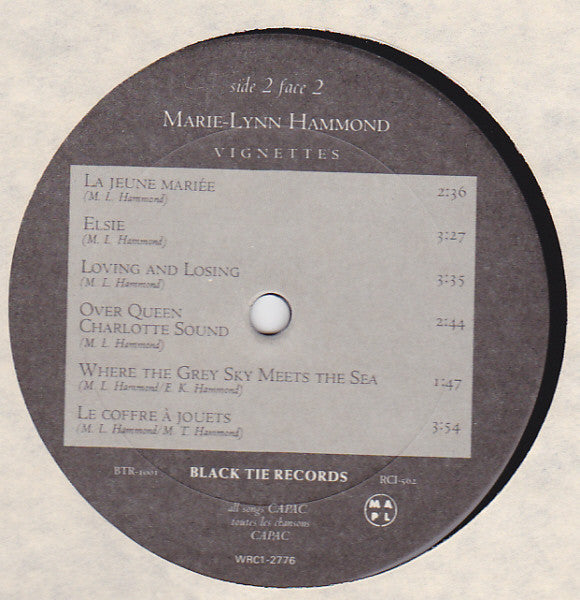 side 2 face 2
MARIE-LYNN HAMMOND
VIGNETTES
LA JEUNE MARIÉE 2:36
(M. L. Hammond)
ELSIE 3:27
(M. L. Hammond)
LOVING AND LOSING 3:35
(M. L. Hammond)
OVER QUEEN
CHARLOTTE SOUND 2:44
(M. L. Hammond)
WHERE THE GREY SKY MEETS THE SEA 1:47
(M. L. Hammond/E. K. Hammond)
LE COFFRE À JOUETS 3:54
(M. L. Hammond/M. T. Hammond)
BTR-1001 BLACK TIE RECORDS RCI-562
all songs CAPAC
toutes les chansons
CAPAC
M A
P L
WRC1-2776